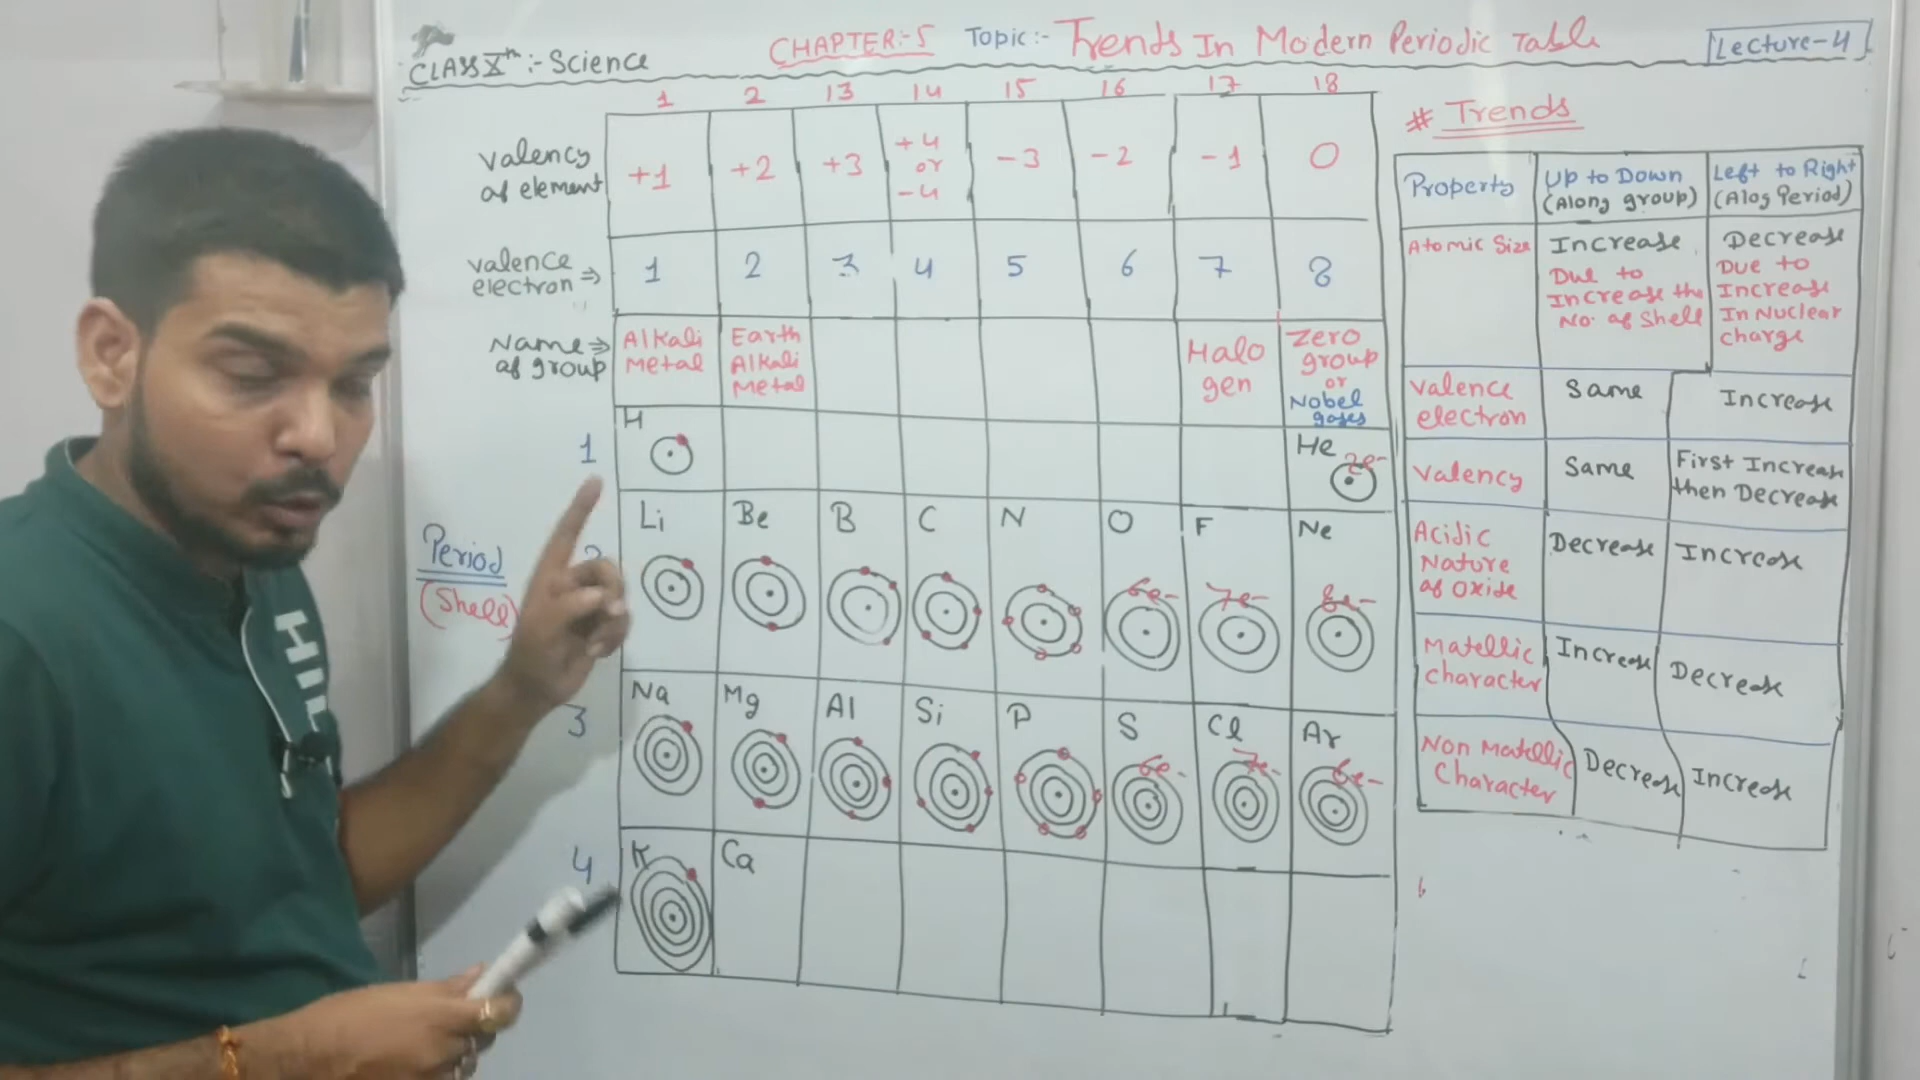 CLASS Xth:- Science
CHAPTER:-5 Topic:- Trends In Modern Periodic Table
Lecture-4
1 2 13 14 15 16 17 18
valency of element
+1 +2 +3 +4 or -4 -3 -2 -1 0
valence electron ⇒
1 2 3 4 5 6 7 8
Name ⇒ of group
Alkali Metal
Earth Alkali Metal
Halo gen
Zero group or Nobel gases
Period
(Shell)
1
H
He 2e-
Li Be B C N O F Ne
6e- 7e- 8e-
3
Na Mg Al Si P S Cl Ar
6e- 7e- 8e-
4
K Ca
# Trends
Property
Up to Down (Along group)
Left to Right (Alog Period)
Atomic Size
Increase
Due to
Increase the
No. of Shell
Decrease
Due to
Increase
In Nuclear
charge
valence electron
Same
Increase
valency
Same
First Increase then Decrease
Acidic Nature of Oxide
Decrease
Increase
Matellic character
Increase
Decrease
Non Matellic Character
Decrease
Increase